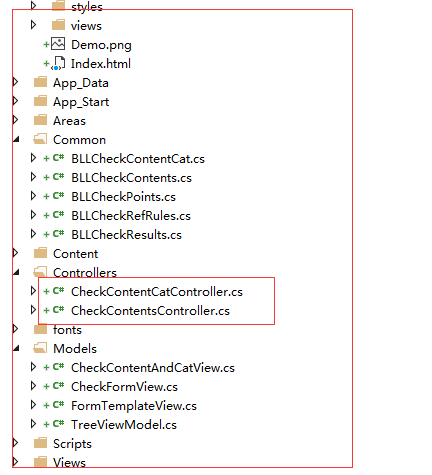 styles
views
Demo.png
Index.html
App_Data
App_Start
Areas
Common
C# BLLCheckContentCat.cs
C# BLLCheckContents.cs
C# BLLCheckPoints.cs
C# BLLCheckRefRules.cs
C# BLLCheckResults.cs
Content
Controllers
C# CheckContentCatController.cs
C# CheckContentsController.cs
fonts
Models
C# CheckContentAndCatView.cs
C# CheckFormView.cs
C# FormTemplateView.cs
C# TreeViewModel.cs
Scripts
Views